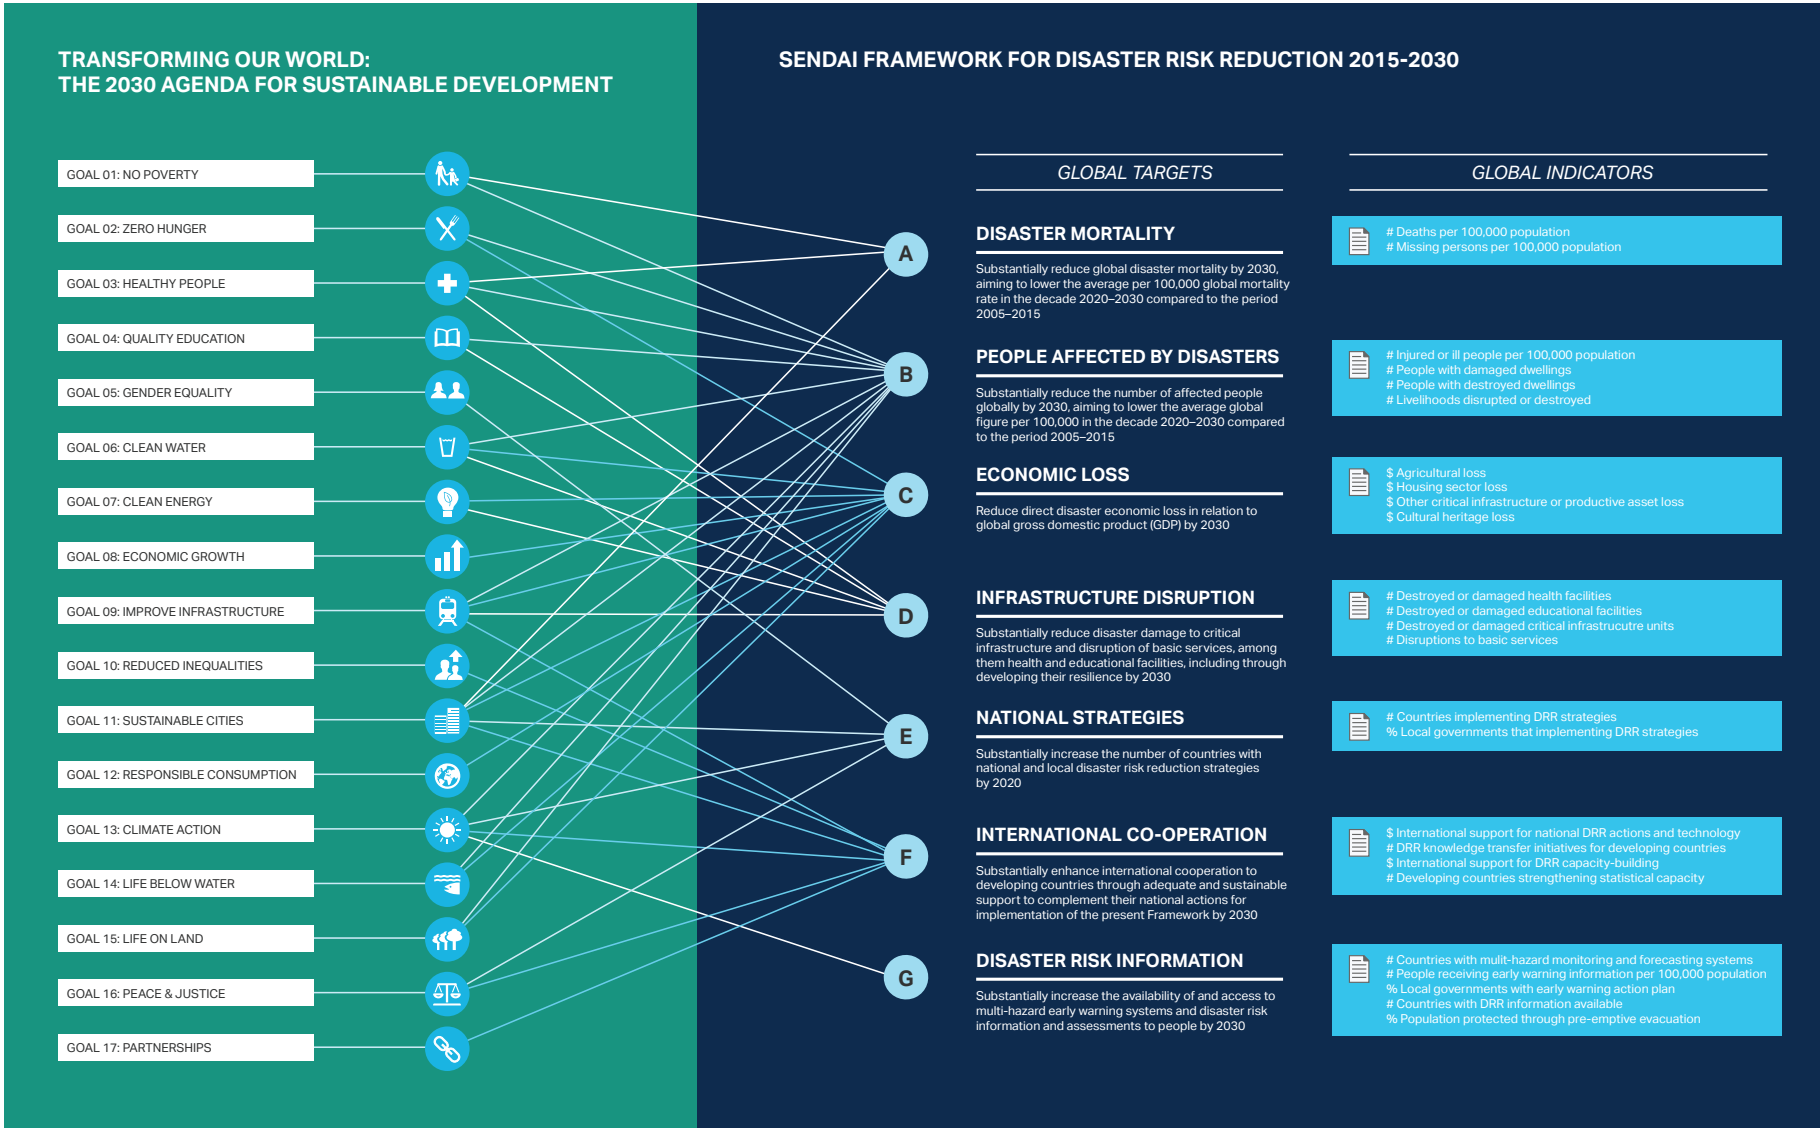 TRANSFORMING OUR WORLD:
THE 2030 AGENDA FOR SUSTAINABLE DEVELOPMENT
GOAL 01: NO POVERTY
GOAL 02: ZERO HUNGER
GOAL 03: HEALTHY PEOPLE
GOAL 04: QUALITY EDUCATION
GOAL 05: GENDER EQUALITY
GOAL 06: CLEAN WATER
GOAL 07: CLEAN ENERGY
GOAL 08: ECONOMIC GROWTH
GOAL 09: IMPROVE INFRASTRUCTURE
GOAL 10: REDUCED INEQUALITIES
GOAL 11: SUSTAINABLE CITIES
GOAL 12: RESPONSIBLE CONSUMPTION
GOAL 13: CLIMATE ACTION
GOAL 14: LIFE BELOW WATER
GOAL 15: LIFE ON LAND
GOAL 16: PEACE & JUSTICE
GOAL 17: PARTNERSHIPS
SENDAI FRAMEWORK FOR DISASTER RISK REDUCTION 2015-2030
GLOBAL TARGETS
GLOBAL INDICATORS
A
DISASTER MORTALITY
Substantially reduce global disaster mortality by 2030,
aiming to lower the average per 100,000 global mortality
rate in the decade 2020–2030 compared to the period
2005–2015
# Deaths per 100,000 population
# Missing persons per 100,000 population
B
PEOPLE AFFECTED BY DISASTERS
Substantially reduce the number of affected people
globally by 2030, aiming to lower the average global
figure per 100,000 in the decade 2020–2030 compared
to the period 2005–2015
# Injured or ill people per 100,000 population
# People with damaged dwellings
# People with destroyed dwellings
# Livelihoods disrupted or destroyed
C
ECONOMIC LOSS
Reduce direct disaster economic loss in relation to
global gross domestic product (GDP) by 2030
$ Agricultural loss
$ Housing sector loss
$ Other critical infrastructure or productive asset loss
$ Cultural heritage loss
D
INFRASTRUCTURE DISRUPTION
Substantially reduce disaster damage to critical
infrastructure and disruption of basic services, among
them health and educational facilities, including through
developing their resilience by 2030
# Destroyed or damaged health facilities
# Destroyed or damaged educational facilities
# Destroyed or damaged critical infrastrucutre units
# Disruptions to basic services
E
NATIONAL STRATEGIES
Substantially increase the number of countries with
national and local disaster risk reduction strategies
by 2020
# Countries implementing DRR strategies
% Local governments that implementing DRR strategies
F
INTERNATIONAL CO-OPERATION
Substantially enhance international cooperation to
developing countries through adequate and sustainable
support to complement their national actions for
implementation of the present Framework by 2030
$ International support for national DRR actions and technology
# DRR knowledge transfer initiatives for developing countries
$ International support for DRR capacity-building
# Developing countries strengthening statistical capacity
G
DISASTER RISK INFORMATION
Substantially increase the availability of and access to
multi-hazard early warning systems and disaster risk
information and assessments to people by 2030
# Countries with mulit-hazard monitoring and forecasting systems
# People receiving early warning information per 100,000 population
% Local governments with early warning action plan
# Countries with DRR information available
% Population protected through pre-emptive evacuation